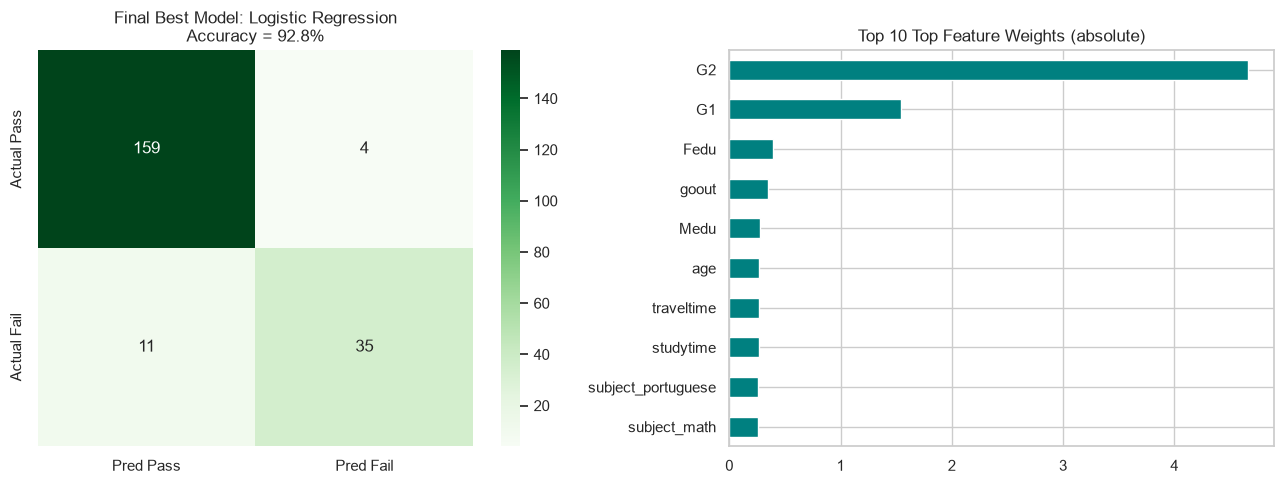 Final Best Model: Logistic Regression
Accuracy = 92.8%
Actual Pass
Actual Fail
159
4
11
35
Pred Pass
Pred Fail
140
120
100
80
60
40
20
Top 10 Top Feature Weights (absolute)
G2
G1
Fedu
goout
Medu
age
traveltime
studytime
subject_portuguese
subject_math
0
1
2
3
4